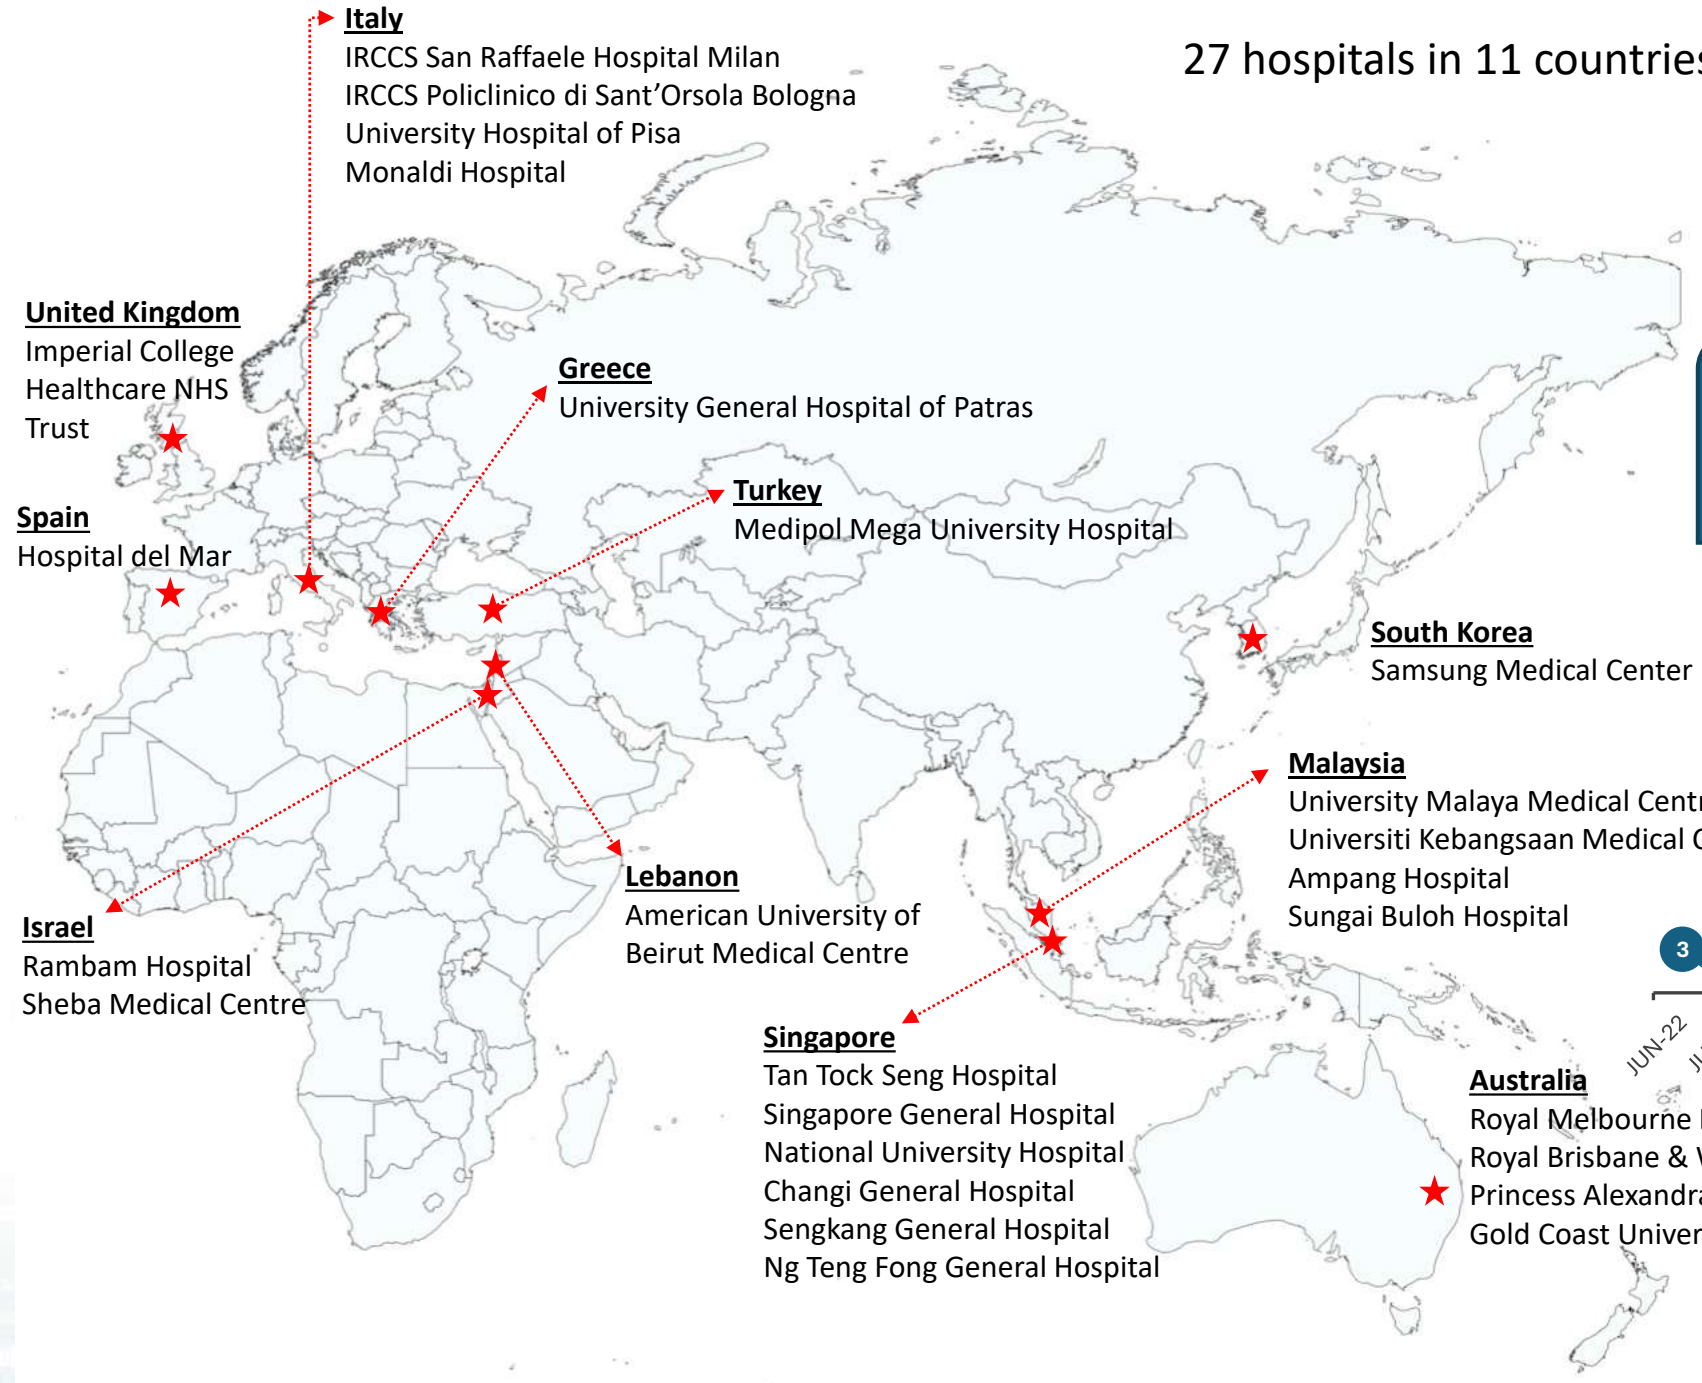 Italy
IRCCS San Raffaele Hospital Milan
IRCCS Policlinico di Sant'Orsola Bologna
University Hospital of Pisa
Monaldi Hospital
27 hospitals in 11 countries
United Kingdom
Imperial College
Healthcare NHS
Trust
Greece
University General Hospital of Patras
Turkey
Medipol Mega University Hospital
Spain
Hospital del Mar
South Korea
Samsung Medical Center
Malaysia
University Malaya Medical Centr
Universiti Kebangsaan Medical
Ampang Hospital
Sungai Buloh Hospital
Lebanon
American University of
Beirut Medical Centre
Israel
Rambam Hospital
Sheba Medical Centre
3
JUN-22
Singapore
Tan Tock Seng Hospital
Singapore General Hospital
National University Hospital
Changi General Hospital
Sengkang General Hospital
Ng Teng Fong General Hospital
Australia
Royal Melbourne
Royal Brisbane &
Princess Alexandra
Gold Coast Univer